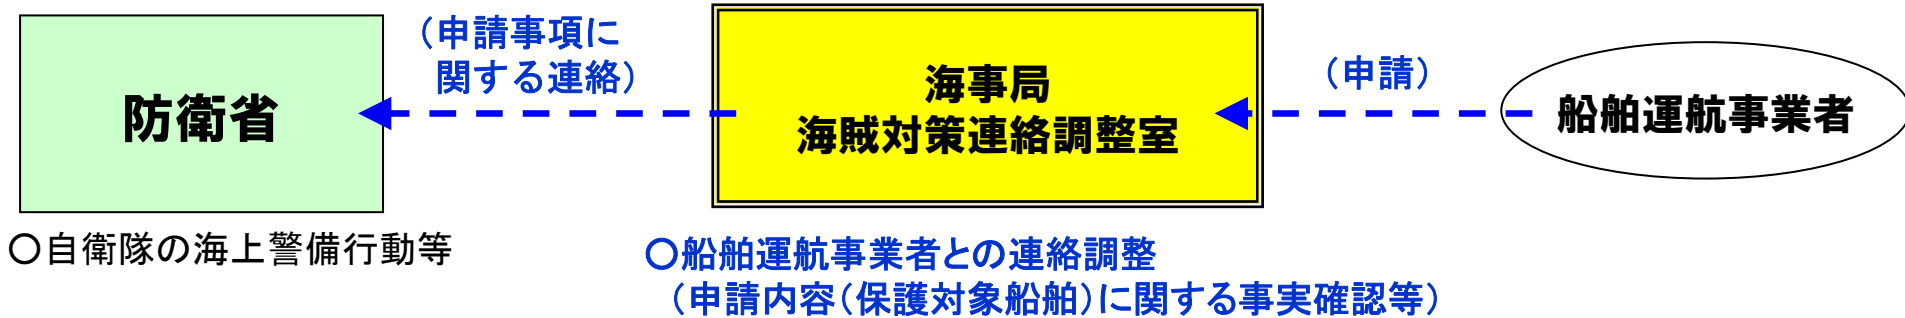 （申請事項に
関する連絡）
防衛省
海事局
海賊対策連絡調整室
（申請）
船舶運航事業者
〇自衛隊の海上警備行動等
〇船舶運航事業者との連絡調整
（申請内容（保護対象船舶）に関する事実確認等）